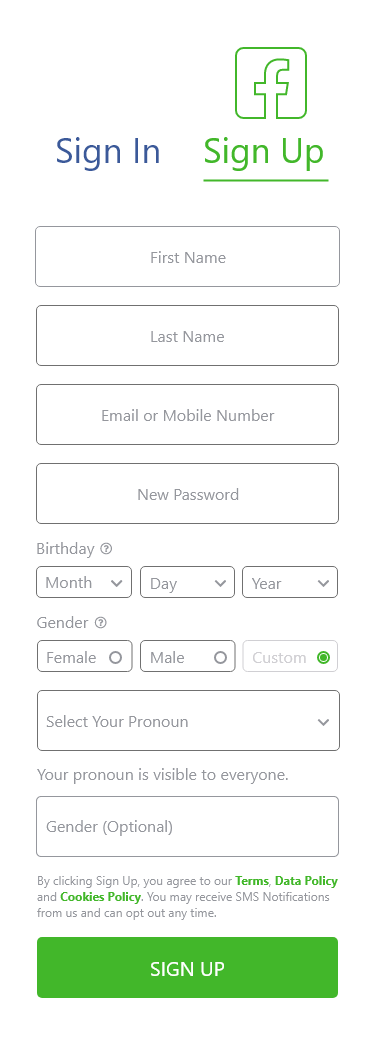 Sign In
Sign Up
First Name
Last Name
Email or Mobile Number
New Password
Birthday ?
Month
Day
Year
Gender ?
Female
Male
Custom
Select Your Pronoun
Your pronoun is visible to everyone.
Gender (Optional)
By clicking Sign Up, you agree to our Terms, Data Policy
and Cookies Policy. You may receive SMS Notifications
from us and can opt out any time.
SIGN UP